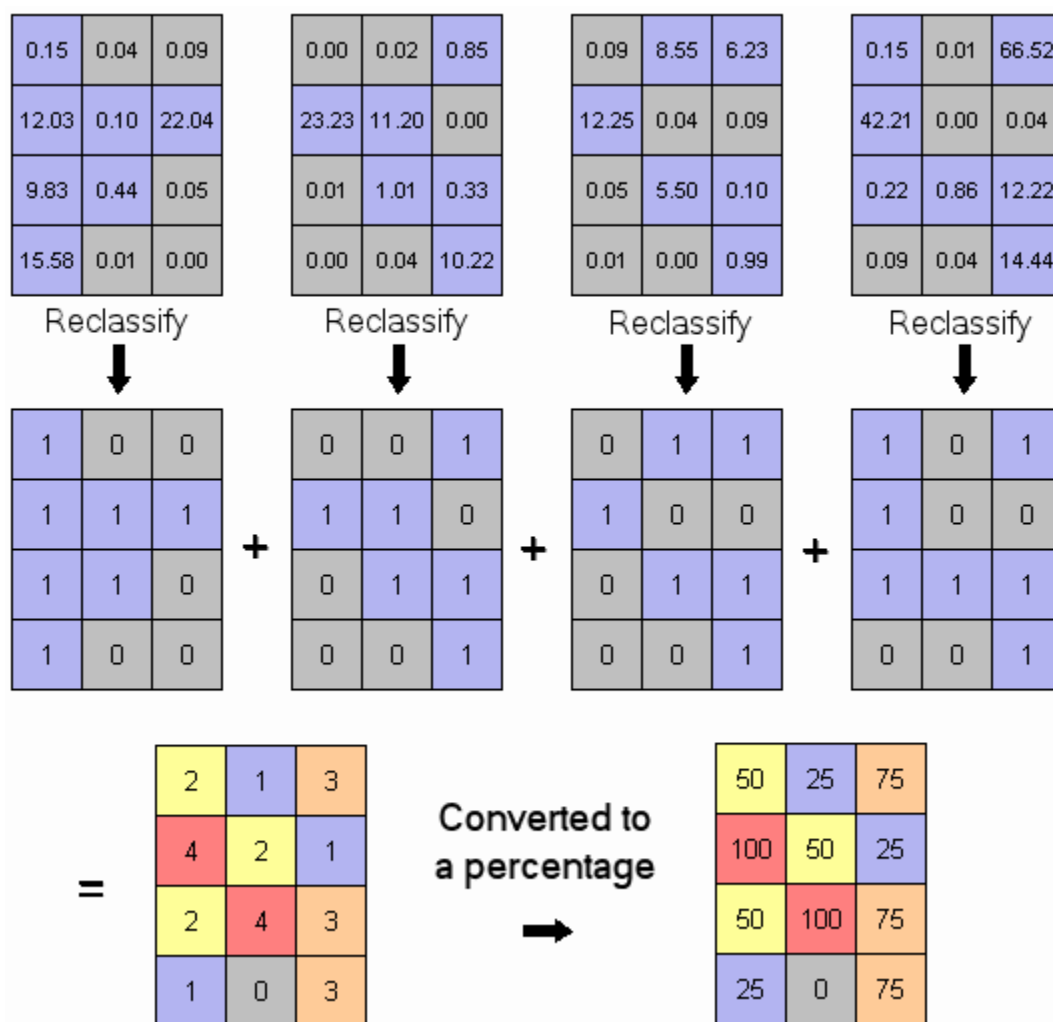 0.15 0.04 0.09 0.00 0.02 0.85 0.09 8.55 6.23 0.15 0.01 66.52
12.03 0.10 22.04 23.23 11.20 0.00 12.25 0.04 0.09 42.21 0.00 0.04
9.83 0.44 0.05 0.01 1.01 0.33 0.05 5.50 0.10 0.22 0.86 12.22
15.58 0.01 0.00 0.00 0.04 10.22 0.01 0.00 0.99 0.09 0.04 14.44
Reclassify Reclassify Reclassify Reclassify
1 0 0 0 0 1 0 1 1 1 0 1
1 1 1 1 1 0 1 0 0 1 0 0
+ + +
1 1 0 0 1 1 0 1 1 1 1 1
1 0 0 0 0 1 0 0 1 0 0 1
2 1 3 50 25 75
Converted to
4 2 1 100 50 25
a percentage
=
2 4 3 50 100 75
1 0 3 25 0 75